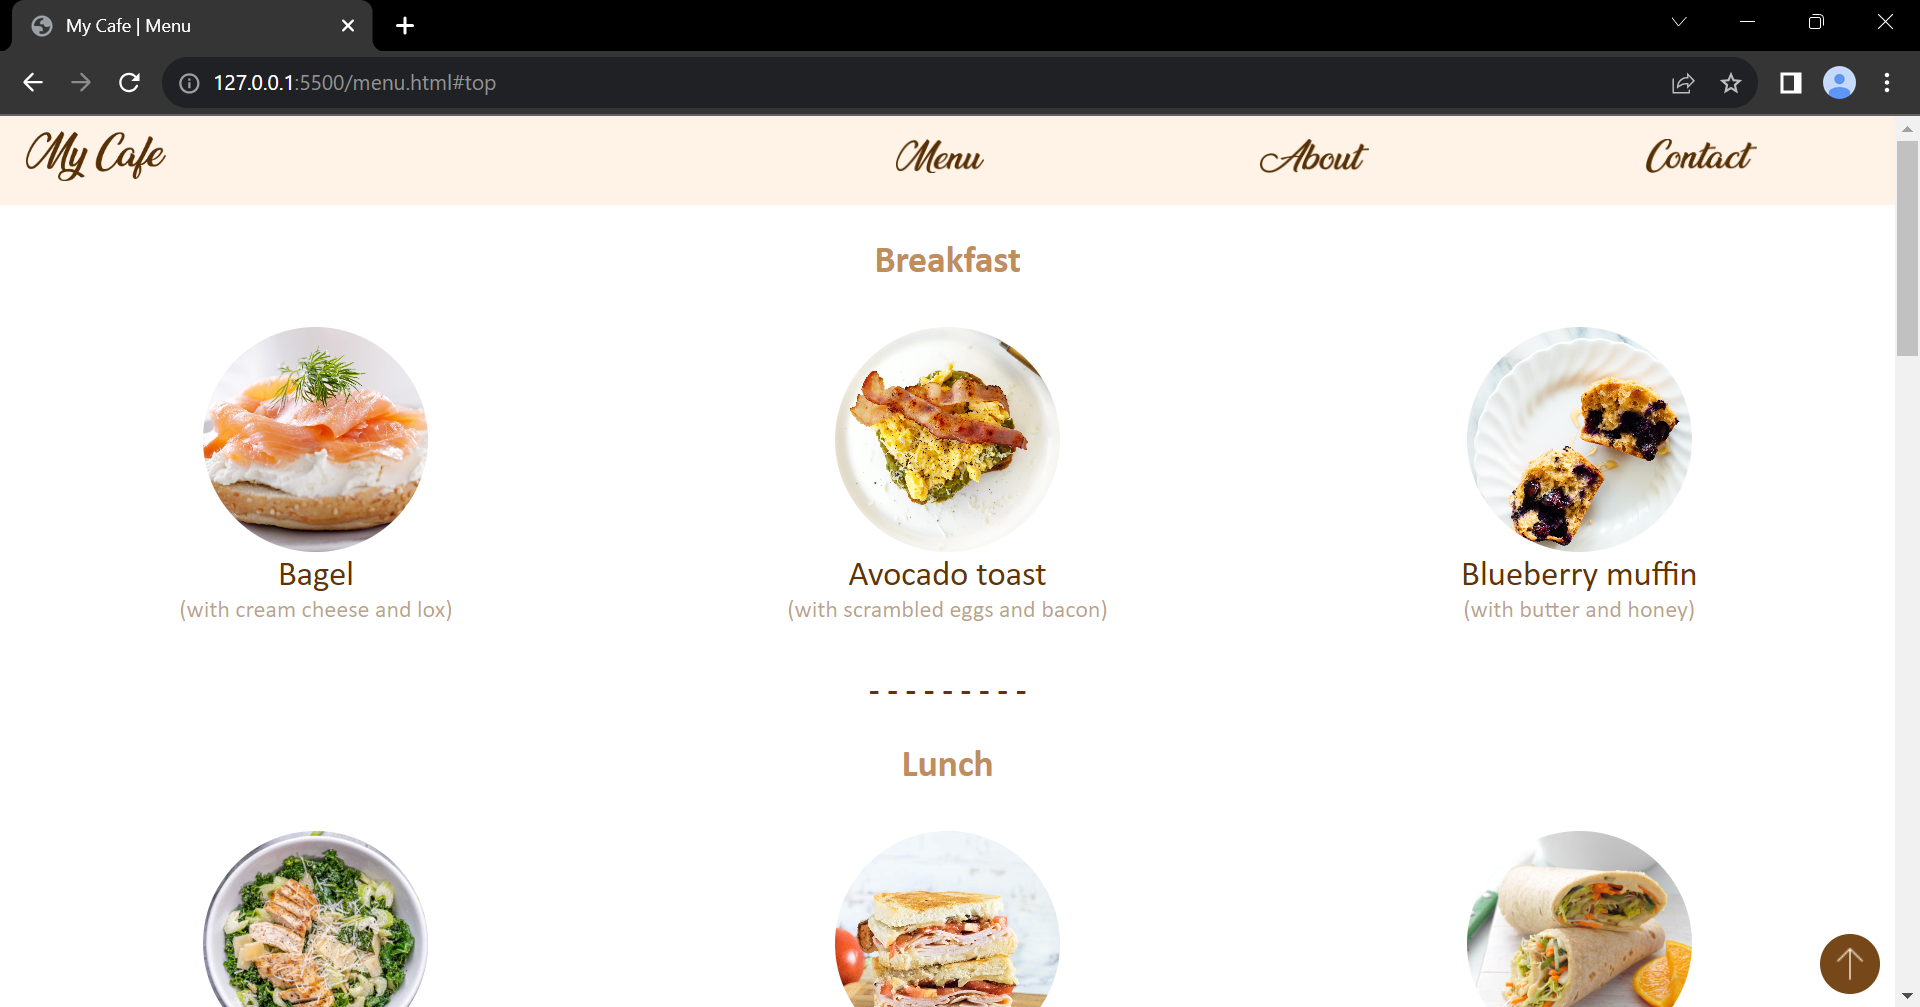 My Cafe | Menu
127.0.0.1:5500/menu.html#top
My Cafe Menu About Contact
Breakfast
Bagel Avocado toast Blueberry muffin
(with cream cheese and lox) (with scrambled eggs and bacon) (with butter and honey)
- - - - - - - - -
Lunch